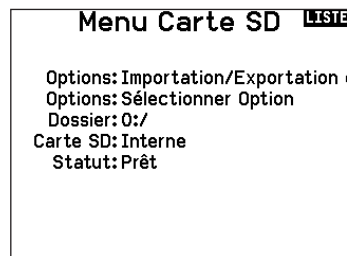 Menu Carte SD LISTE
Options: Importation/Exportation
Options: Sélectionner Option
Dossier: 0:/
Carte SD: Interne
Statut: Prêt